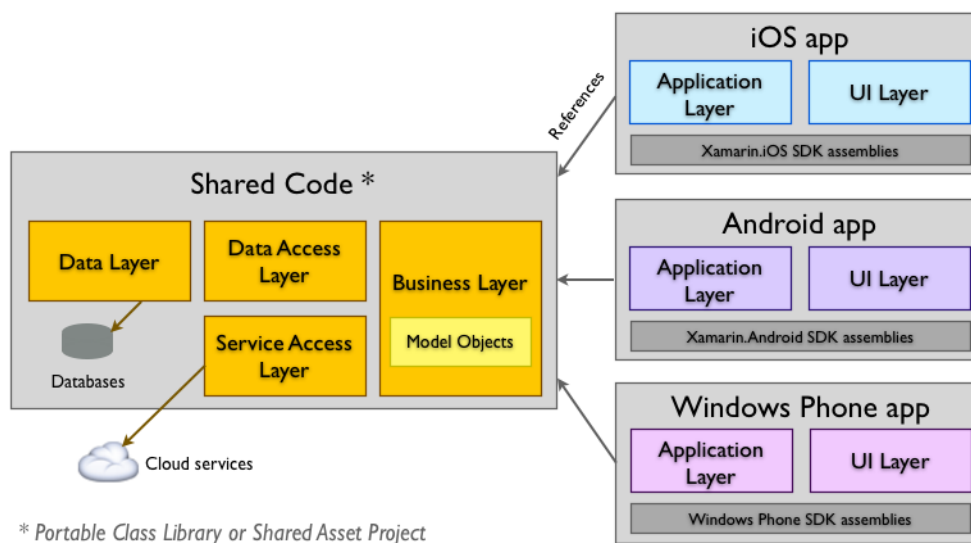 iOS app
Application
Layer
UI Layer
Xamarin.iOS SDK assemblies
References
Shared Code *
Data Layer
Data Access
Layer
Business Layer
Model Objects
Service Access
Layer
Databases
Cloud services
Android app
Application
Layer
UI Layer
Xamarin.Android SDK assemblies
Windows Phone app
Application
Layer
UI Layer
Windows Phone SDK assemblies
* Portable Class Library or Shared Asset Project